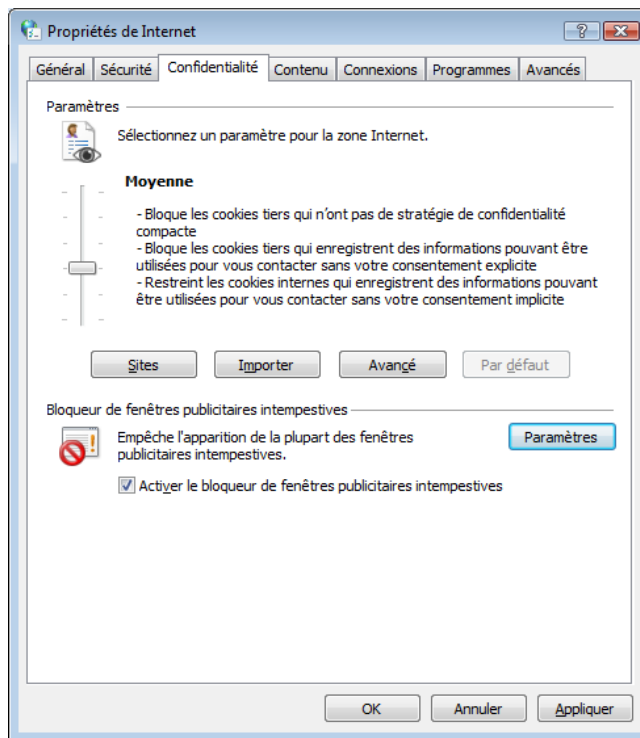 Propriétés de Internet
Général Sécurité Confidentialité Contenu Connexions Programmes Avancés
Paramètres
Sélectionnez un paramètre pour la zone Internet.
Moyenne
- Bloque les cookies tiers qui n'ont pas de stratégie de confidentialité
compacte
- Bloque les cookies tiers qui enregistrent des informations pouvant être
utilisées pour vous contacter sans votre consentement explicite
- Restreint les cookies internes qui enregistrent des informations pouvant
être utilisées pour vous contacter sans votre consentement implicite
Sites Importer Avancé Par défaut
Bloqueur de fenêtres publicitaires intempestives
Empêche l'apparition de la plupart des fenêtres
publicitaires intempestives.
Paramètres
Activer le bloqueur de fenêtres publicitaires intempestives
OK Annuler Appliquer